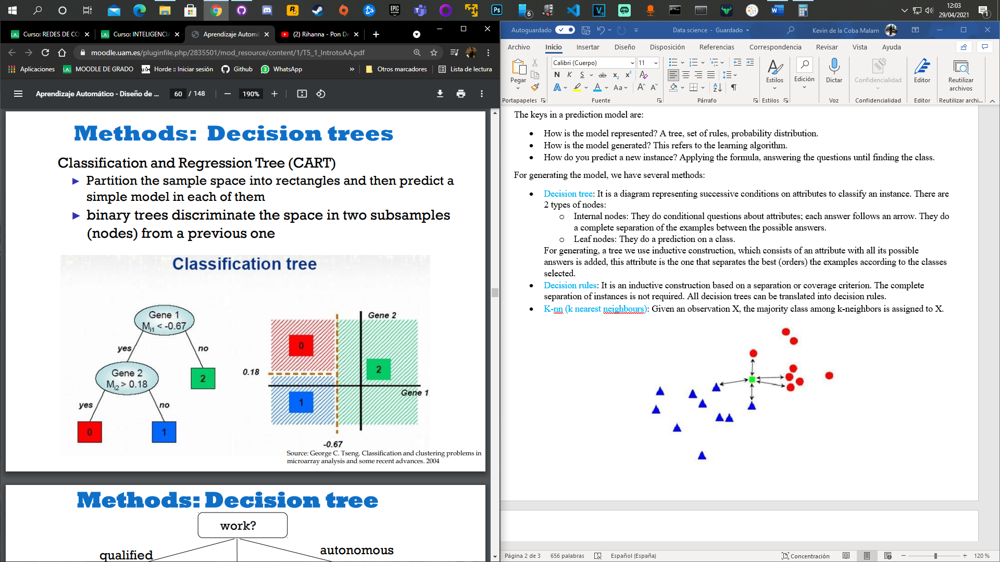 12:03
29/04/2021
6
1
Curso: REDES DE CO
Curso: INTELIGENCIA
Aprendizaje Automá
(2) Rihanna - Pon De
moodle.uam.es/pluginfile.php/2835501/mod_resource/content/1/T5_1_IntrotoAA.pdf
Aplicaciones
MOODLE DE GRADO
Horde :: Iniciar sesión
Github
WhatsApp
»
Otros marcadores
Lista de lectura
Aprendizaje Automático - Diseño de ...
60 / 148
190%
Methods: Decision trees
Classification and Regression Tree (CART)
Partition the sample space into rectangles and then predict a
simple model in each of them
binary trees discriminate the space in two subsamples
(nodes) from a previous one
Classification tree
Gene 1
Mi1 < -0.67
yes
no
Gene 2
Mi2 > 0.18
2
yes
no
0
1
Gene 2
0
0.18
2
Gene 1
1
-0.67
Source: George C. Tseng. Classification and clustering problems in
microarray analysis and some recent advances. 2004
Methods: Decision tree
work?
qualified
autonomous
Autoguardado
Data science - Guardado
Kevin de la Coba Malam
Archivo
Inicio
Insertar
Diseño
Disposición
Referencias
Correspondencia
Revisar
Vista
Ayuda
Pegar
Calibri (Cuerpo)
11
N K S ab x₂ x²
Aa
Estilos
Edición
Dictar
Confidencialidad
Editor
Reutilizar
archivos
Portapapeles
Fuente
Párrafo
Estilos
Voz
Confidencialidad
Editor
Reutilizar archi...
The keys in a prediction model are:
• How is the model represented? A tree, set of rules, probability distribution.
• How is the model generated? This refers to the learning algorithm.
• How do you predict a new instance? Applying the formula, answering the questions until finding the class.
For generating the model, we have several methods:
• Decision tree: It is a diagram representing successive conditions on attributes to classify an instance. There are
2 types of nodes:
o Internal nodes: They do conditional questions about attributes; each answer follows an arrow. They do
a complete separation of the examples between the possible answers.
o Leaf nodes: They do a prediction on a class.
For generating, a tree we use inductive construction, which consists of an attribute with all its possible
answers is added, this attribute is the one that separates the best (orders) the examples according to the classes
selected.
• Decision rules: It is an inductive construction based on a separation or coverage criterion. The complete
separation of instances is not required. All decision trees can be translated into decision rules.
• K-nn (k nearest neighbours): Given an observation X, the majority class among k-neighbors is assigned to X.
Página 2 de 3
656 palabras
Español (España)
Concentración
120 %